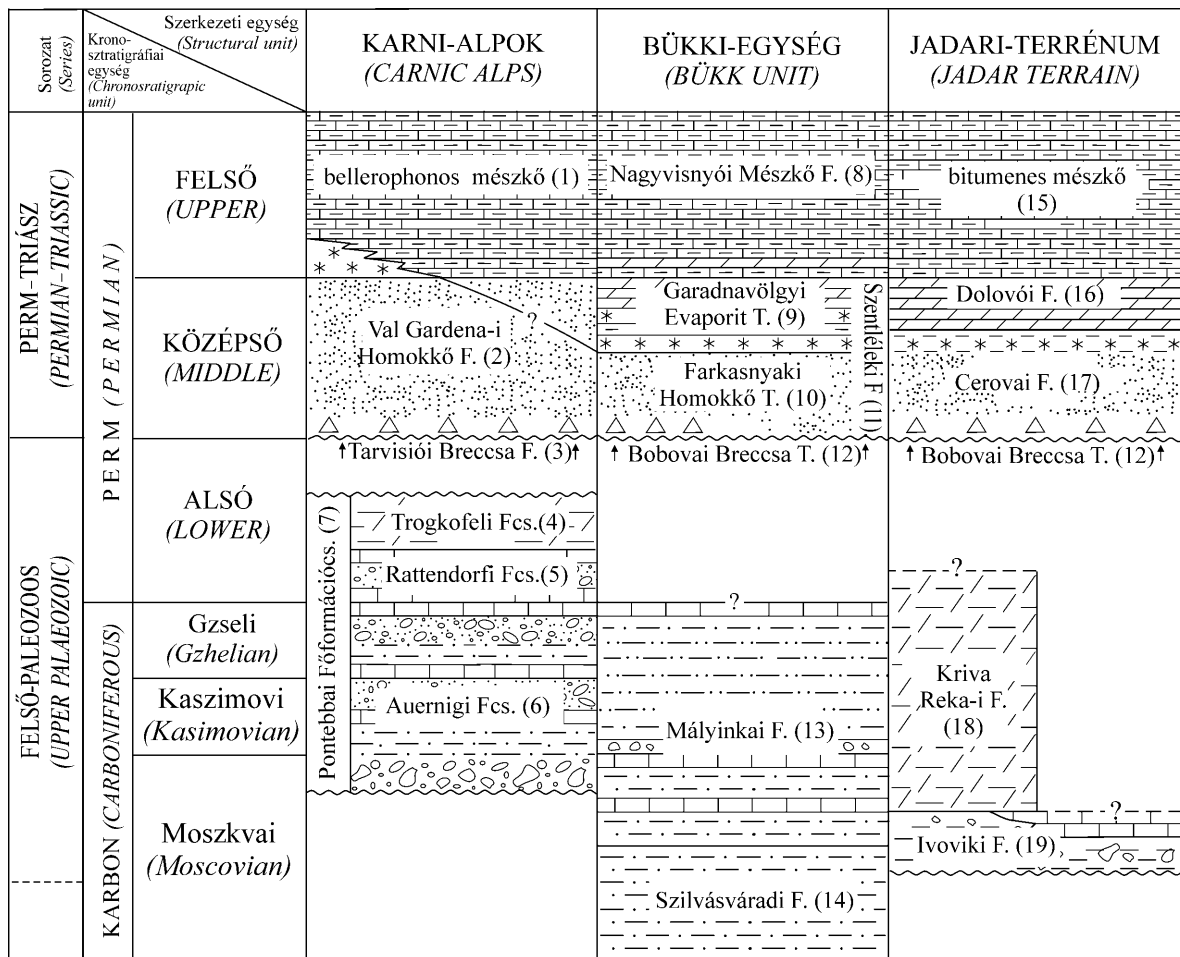 Sorozat
(Series)
Krono-
sztratigráfiai
egység
(Chronosratigrapic
unit)
Szerkezeti egység
(Structural unit)
KARNI-ALPOK
(CARNIC ALPS)
BÜKKI-EGYSÉG
(BÜKK UNIT)
JADARI-TERRÉNUM
(JADAR TERRAIN)
PERM-TRIÁSZ
(PERMIAN-TRIASSIC)
FELSŐ-PALEOZOOS
(UPPER PALAEOZOIC)
PERM (PERMIAN)
KARBON (CARBONIFEROUS)
FELSŐ
(UPPER)
bellerophonos mészkő (1)
Nagyvisnyói Mészkő F. (8)
bitumenes mészkő
(15)
KÖZÉPSŐ
(MIDDLE)
Val Gardena-i
Homokkő F. (2)
?
Garadnavölgyi
Evaporit T. (9)
Farkasnyaki
Homokkő T. (10)
Szentléleki F (11)
Dolovói F. (16)
Cerovai F. (17)
ALSÓ
(LOWER)
Tarvisiói Breccsa F. (3)
Bobovai Breccsa T. (12)
Bobovai Breccsa T. (12)
Pontebbai Főformációcs. (7)
Trogkofeli Fcs.(4)
Rattendorfi Fcs.(5)
?
?
Gzseli
(Gzhelian)
Kaszimovi
(Kasimovian)
Auernigi Fcs. (6)
Mályinkai F. (13)
Kriva
Reka-i F.
(18)
Moszkvai
(Moscovian)
?
Ivoviki F. (19)
Szilvásváradi F. (14)